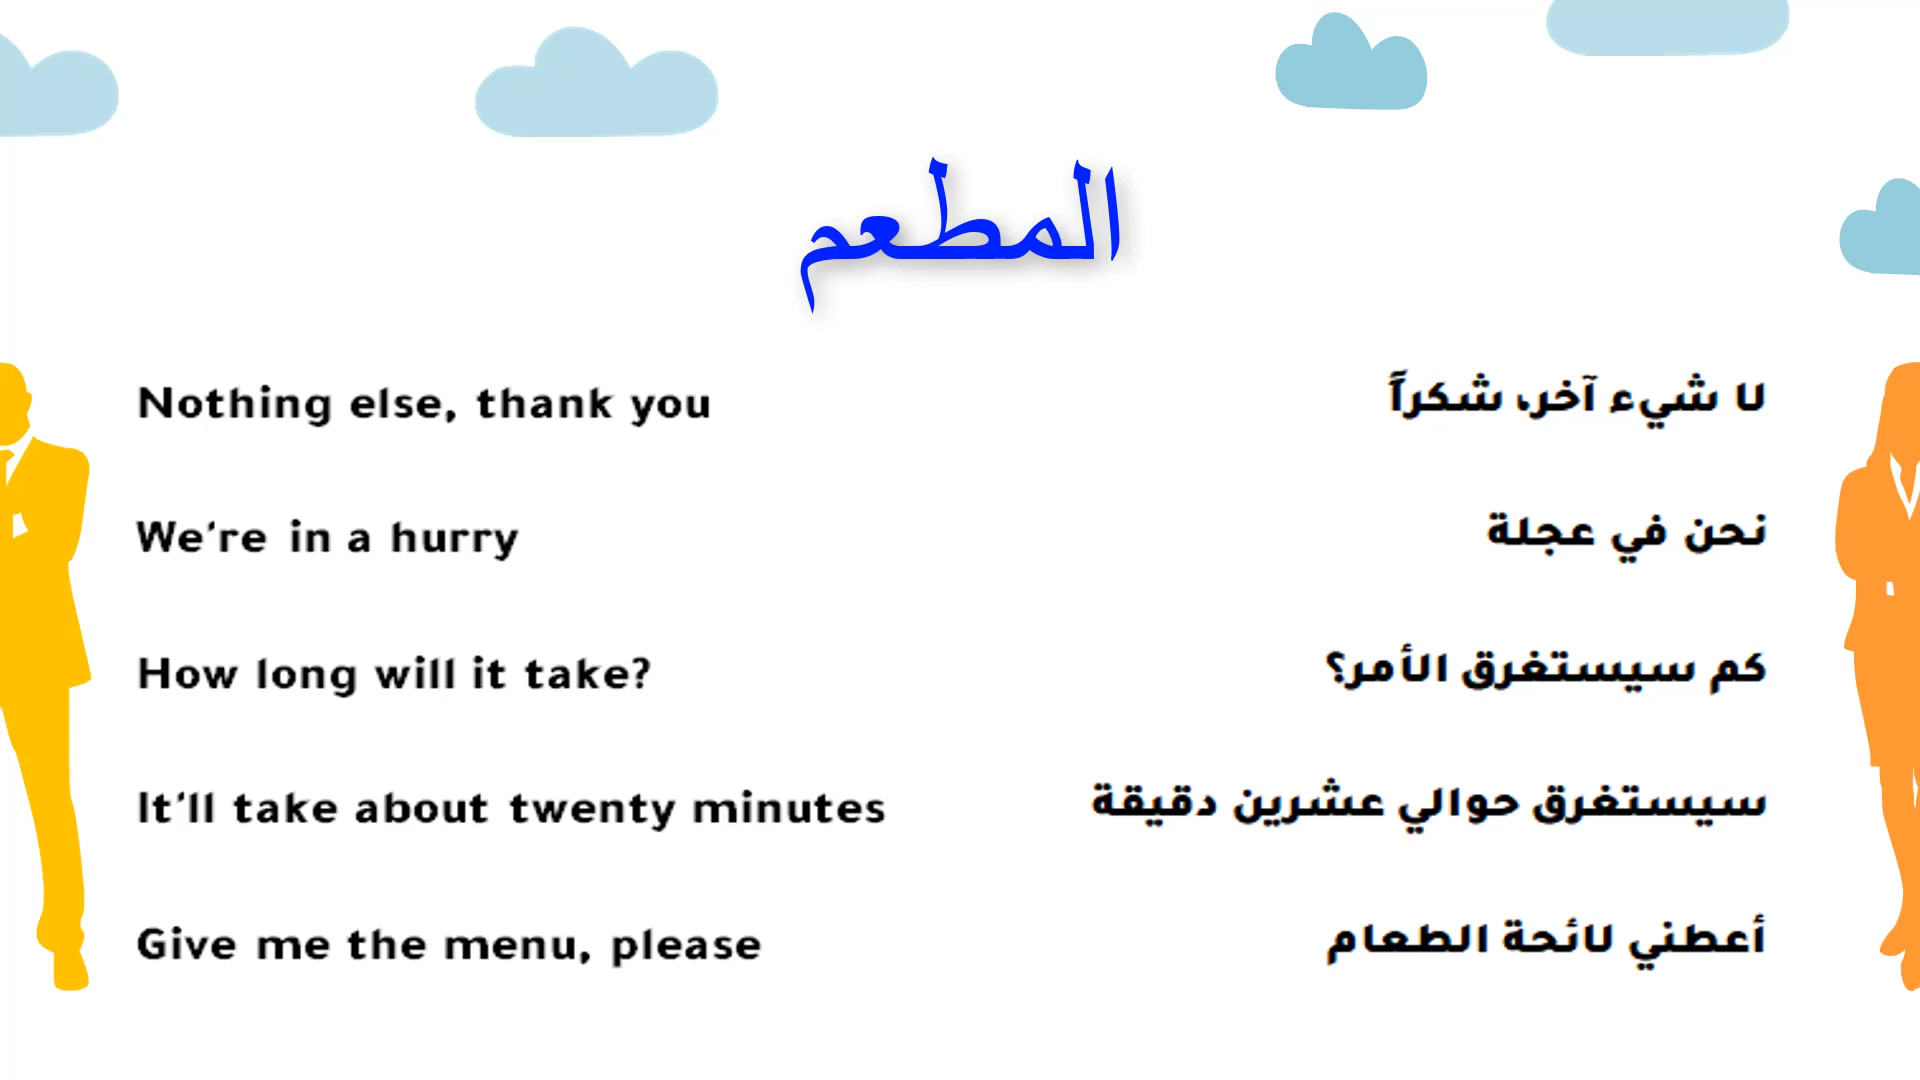 المطعم
Nothing else, thank you
لا شيء آخر، شكراً
We're in a hurry
نحن في عجلة
How long will it take?
كم سيستغرق الأمر؟
It'll take about twenty minutes
سيستغرق حوالي عشرين دقيقة
Give me the menu, please
أعطني لائحة الطعام